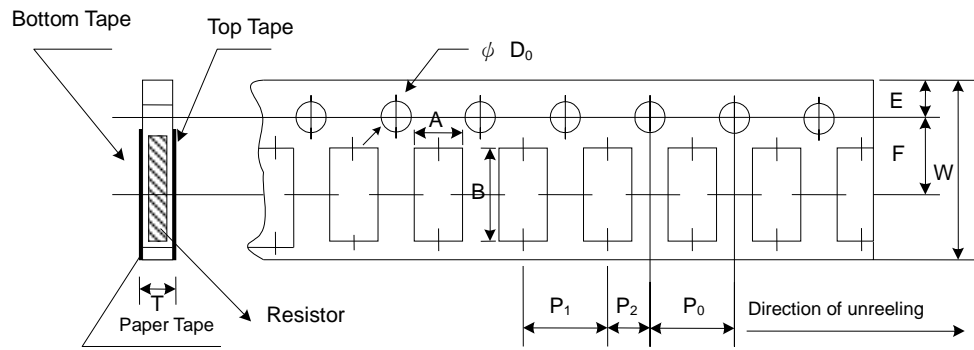 Bottom Tape
Top Tape
ψ D₀
E
A
F
W
B
T
P₁
P₂
P₀
Direction of unreeling
Resistor
Paper Tape